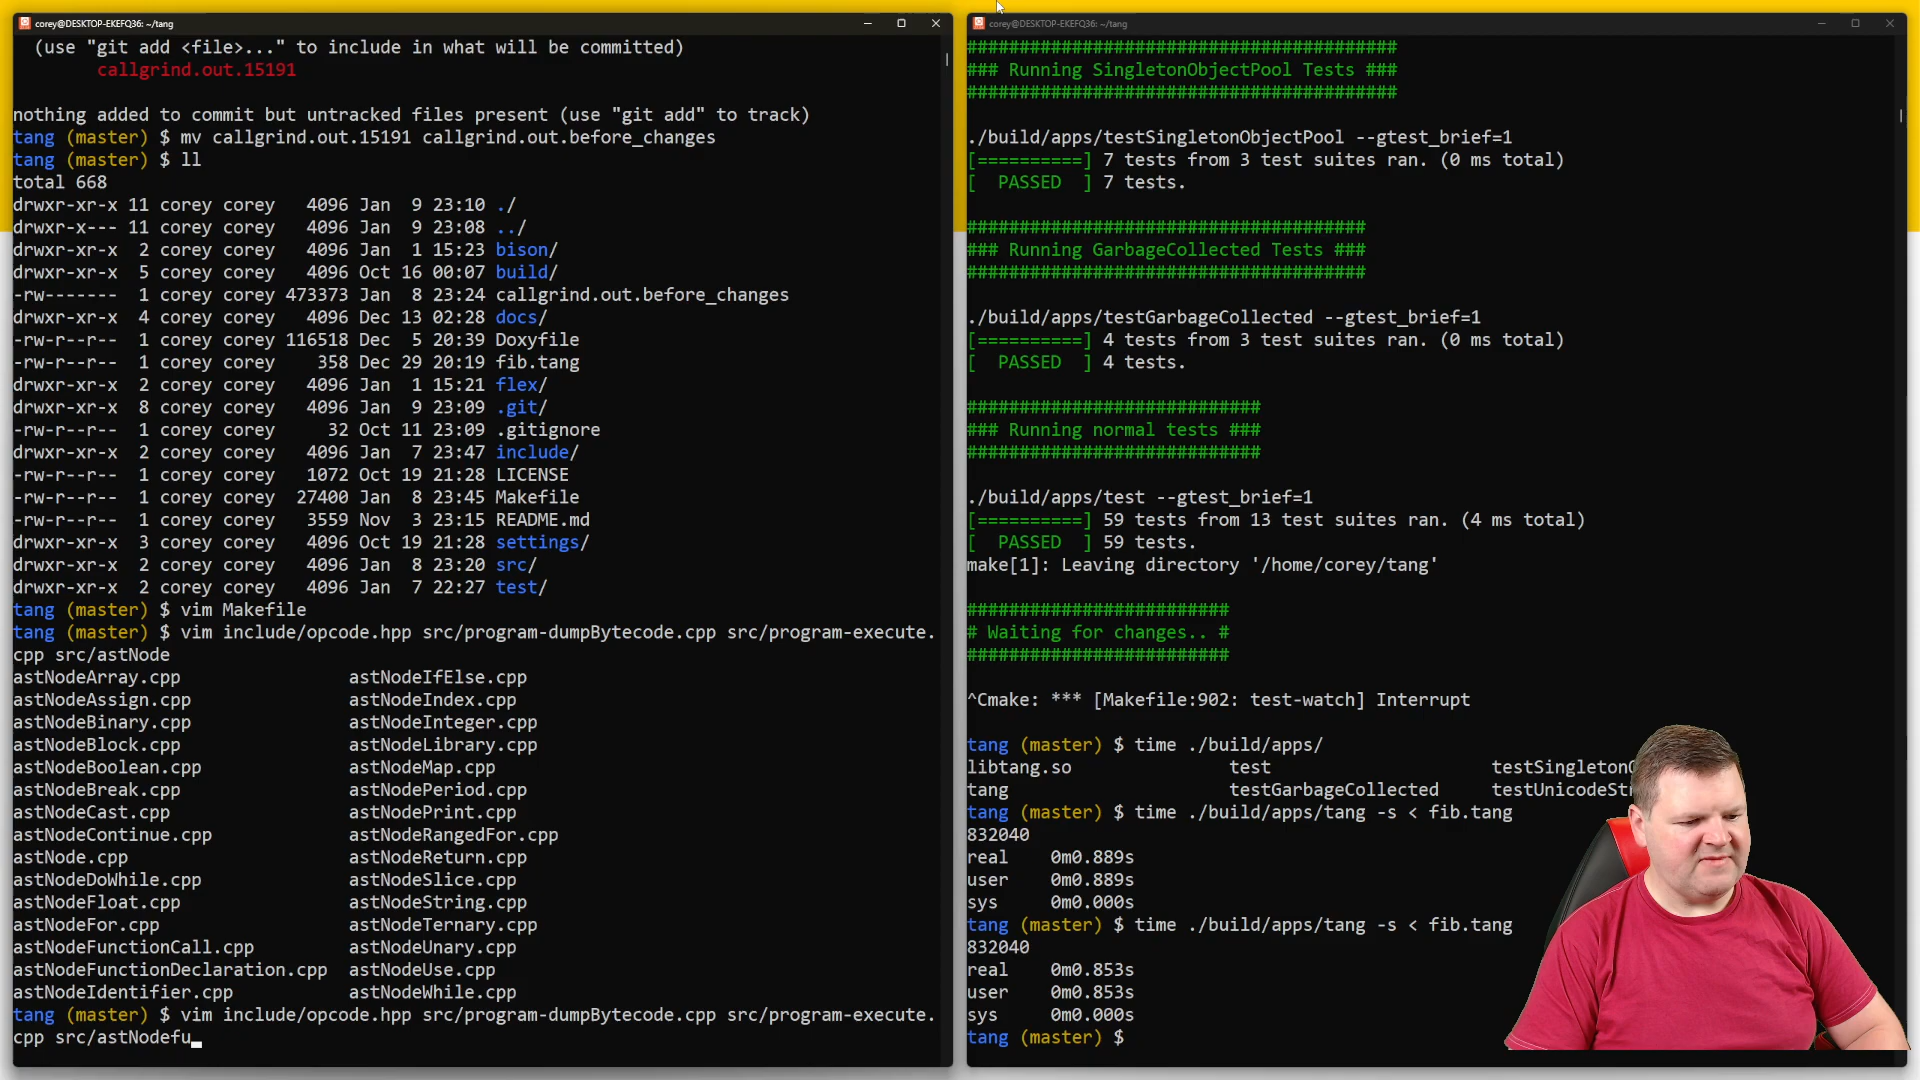 corey@DESKTOP-EKEFQ36: ~/tang
(use "git add <file>..." to include in what will be committed)
callgrind.out.15191
nothing added to commit but untracked files present (use "git add" to track)
tang (master) $ mv callgrind.out.15191 callgrind.out.before_changes
tang (master) $ ll
total 668
drwxr-xr-x 11 corey corey 4096 Jan 9 23:10 ./
drwxr-x--- 11 corey corey 4096 Jan 9 23:08 ../
drwxr-xr-x 2 corey corey 4096 Jan 1 15:23 bison/
drwxr-xr-x 5 corey corey 4096 Oct 16 00:07 build/
-rw------- 1 corey corey 473373 Jan 8 23:24 callgrind.out.before_changes
drwxr-xr-x 4 corey corey 4096 Dec 13 02:28 docs/
-rw-r--r-- 1 corey corey 116518 Dec 5 20:39 Doxyfile
-rw-r--r-- 1 corey corey 358 Dec 29 20:19 fib.tang
drwxr-xr-x 2 corey corey 4096 Jan 1 15:21 flex/
drwxr-xr-x 8 corey corey 4096 Jan 9 23:09 .git/
-rw-r--r-- 1 corey corey 32 Oct 11 23:09 .gitignore
drwxr-xr-x 2 corey corey 4096 Jan 7 23:47 include/
-rw-r--r-- 1 corey corey 1072 Oct 19 21:28 LICENSE
-rw-r--r-- 1 corey corey 27400 Jan 8 23:45 Makefile
-rw-r--r-- 1 corey corey 3559 Nov 3 23:15 README.md
drwxr-xr-x 3 corey corey 4096 Oct 19 21:28 settings/
drwxr-xr-x 2 corey corey 4096 Jan 8 23:20 src/
drwxr-xr-x 2 corey corey 4096 Jan 7 22:27 test/
tang (master) $ vim Makefile
tang (master) $ vim include/opcode.hpp src/program-dumpBytecode.cpp src/program-execute.
cpp src/astNode
astNodeArray.cpp astNodeIfElse.cpp
astNodeAssign.cpp astNodeIndex.cpp
astNodeBinary.cpp astNodeInteger.cpp
astNodeBlock.cpp astNodeLibrary.cpp
astNodeBoolean.cpp astNodeMap.cpp
astNodeBreak.cpp astNodePeriod.cpp
astNodeCast.cpp astNodePrint.cpp
astNodeContinue.cpp astNodeRangedFor.cpp
astNode.cpp astNodeReturn.cpp
astNodeDoWhile.cpp astNodeSlice.cpp
astNodeFloat.cpp astNodeString.cpp
astNodeFor.cpp astNodeTernary.cpp
astNodeFunctionCall.cpp astNodeUnary.cpp
astNodeFunctionDeclaration.cpp astNodeUse.cpp
astNodeIdentifier.cpp astNodeWhile.cpp
tang (master) $ vim include/opcode.hpp src/program-dumpBytecode.cpp src/program-execute.
cpp src/astNodefu
corey@DESKTOP-EKEFQ36: ~/tang
#########################################
### Running SingletonObjectPool Tests ###
#########################################
./build/apps/testSingletonObjectPool --gtest_brief=1
[==========] 7 tests from 3 test suites ran. (0 ms total)
[  PASSED  ] 7 tests.
######################################
### Running GarbageCollected Tests ###
######################################
./build/apps/testGarbageCollected --gtest_brief=1
[==========] 4 tests from 3 test suites ran. (0 ms total)
[  PASSED  ] 4 tests.
############################
### Running normal tests ###
############################
./build/apps/test --gtest_brief=1
[==========] 59 tests from 13 test suites ran. (4 ms total)
[  PASSED  ] 59 tests.
make[1]: Leaving directory '/home/corey/tang'
#########################
# Waiting for changes.. #
#########################
^Cmake: *** [Makefile:902: test-watch] Interrupt
tang (master) $ time ./build/apps/
libtang.so test testSingleton
tang testGarbageCollected testUnicodeSt
tang (master) $ time ./build/apps/tang -s < fib.tang
832040
real 0m0.889s
user 0m0.889s
sys 0m0.000s
tang (master) $ time ./build/apps/tang -s < fib.tang
832040
real 0m0.853s
user 0m0.853s
sys 0m0.000s
tang (master) $